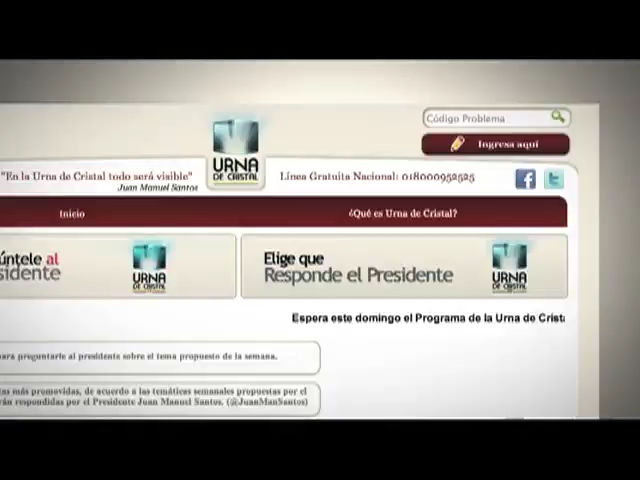 Código Problema
Ingresa aquí
URNA
DE CRISTAL
"En la Urna de Cristal todo será visible"
Juan Manuel Santos
Línea Gratuita Nacional: 018000952525
Inicio
¿Qué es Urna de Cristal?
úntele al
sidente
URNA
DE CRISTAL
Elige que
Responde el Presidente
URNA
DE CRISTAL
Espera este domingo el Programa de la Urna de Crista
para preguntarle al presidente sobre el tema propuesto de la semana.
tas más promovidas, de acuerdo a las temáticas semanales propuestas por el
rán respondidas por el Presidente Juan Manuel Santos. (@JuanManSantos)